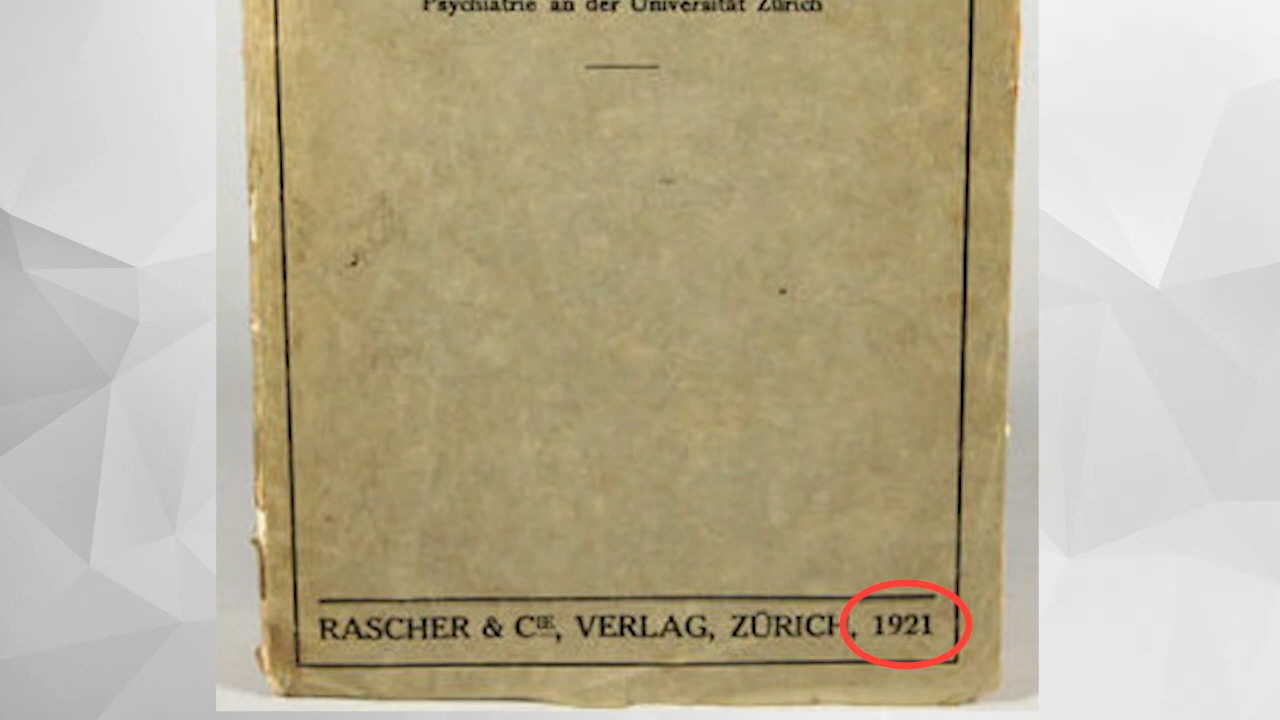 Psychiatrie an der Universität Zürich
RASCHER & CIE, VERLAG, ZÜRICH, 1921